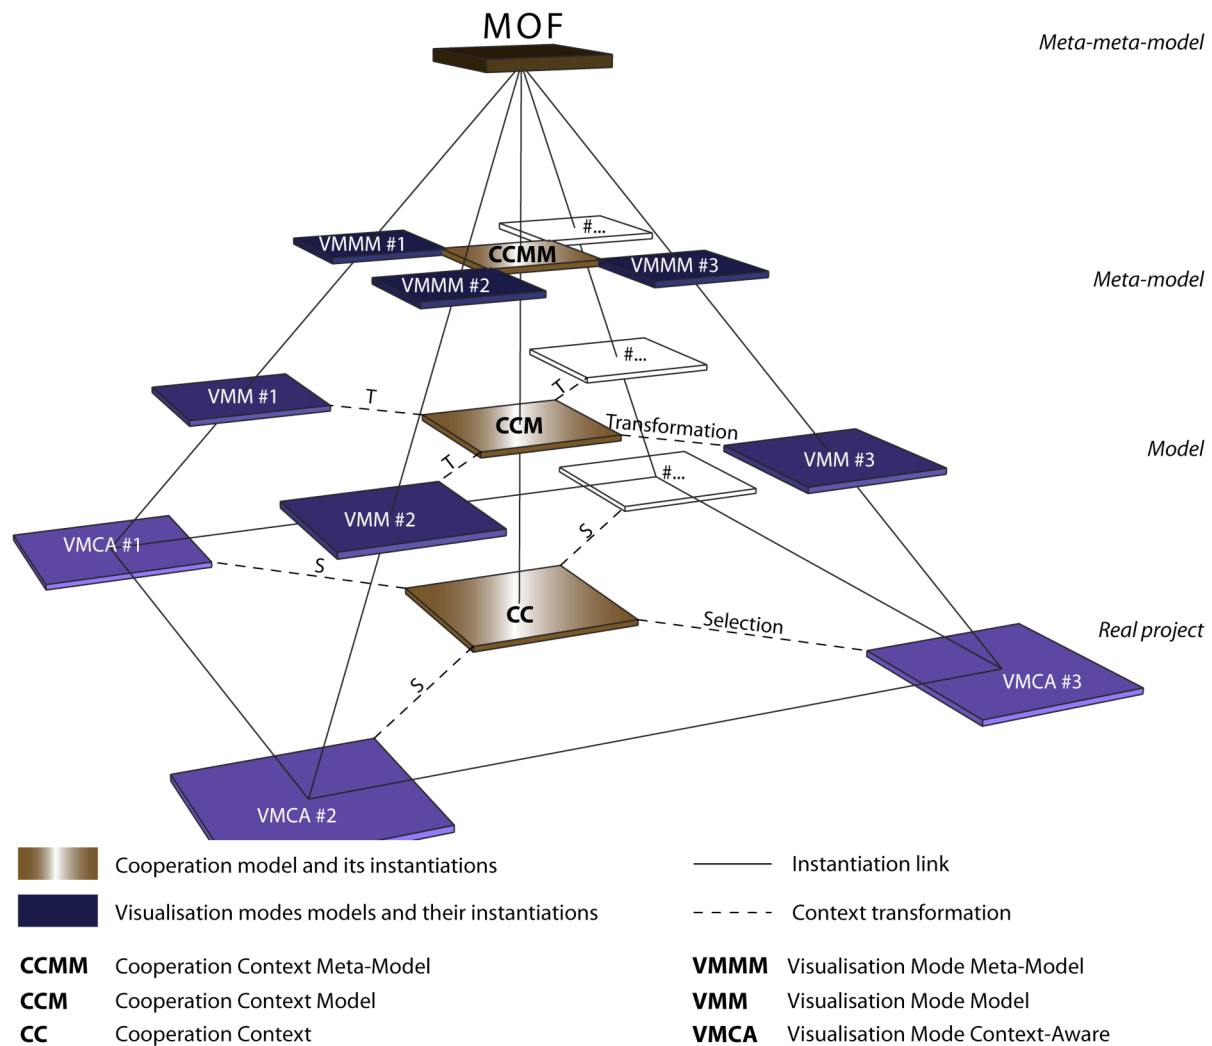 MOF
Meta-meta-model
#...
VMMM #1
CCMM
VMMM #3
VMMM #2
Meta-model
#...
T
VMM #1
T
CCM
Transformation
Model
VMM #3
T
#...
VMM #2
S
VMCA #1
S
CC
Selection
Real project
VMCA #3
S
VMCA #2
Cooperation model and its instantiations
Instantiation link
Visualisation modes models and their instantiations
Context transformation
CCMM Cooperation Context Meta-Model
VMMM Visualisation Mode Meta-Model
CCM Cooperation Context Model
VMM Visualisation Mode Model
CC Cooperation Context
VMCA Visualisation Mode Context-Aware